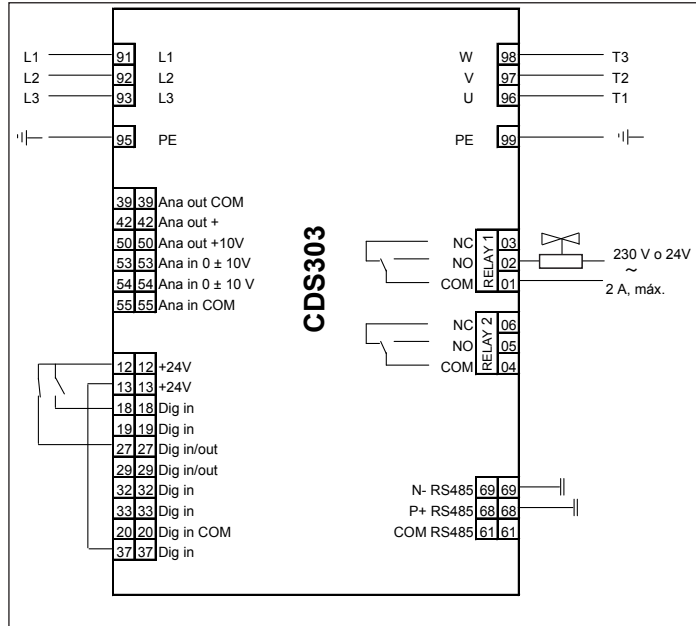 L1 91 L1 W 98 T3
L2 92 L2 V 97 T2
L3 93 L3 U 96 T1
95 PE PE 99
39 39 Ana out COM
42 42 Ana out +
50 50 Ana out +10V
53 53 Ana in 0 ± 10V
54 54 Ana in 0 ± 10 V
55 55 Ana in COM
CDS303
NC 03
NO 02
COM 01
RELAY 1
230 V o 24V
~
2 A, máx.
NC 06
NO 05
COM 04
RELAY 2
12 12 +24V
13 13 +24V
18 18 Dig in
19 19 Dig in
27 27 Dig in/out
29 29 Dig in/out
32 32 Dig in
33 33 Dig in
20 20 Dig in COM
37 37 Dig in
N- RS485 69 69
P+ RS485 68 68
COM RS485 61 61